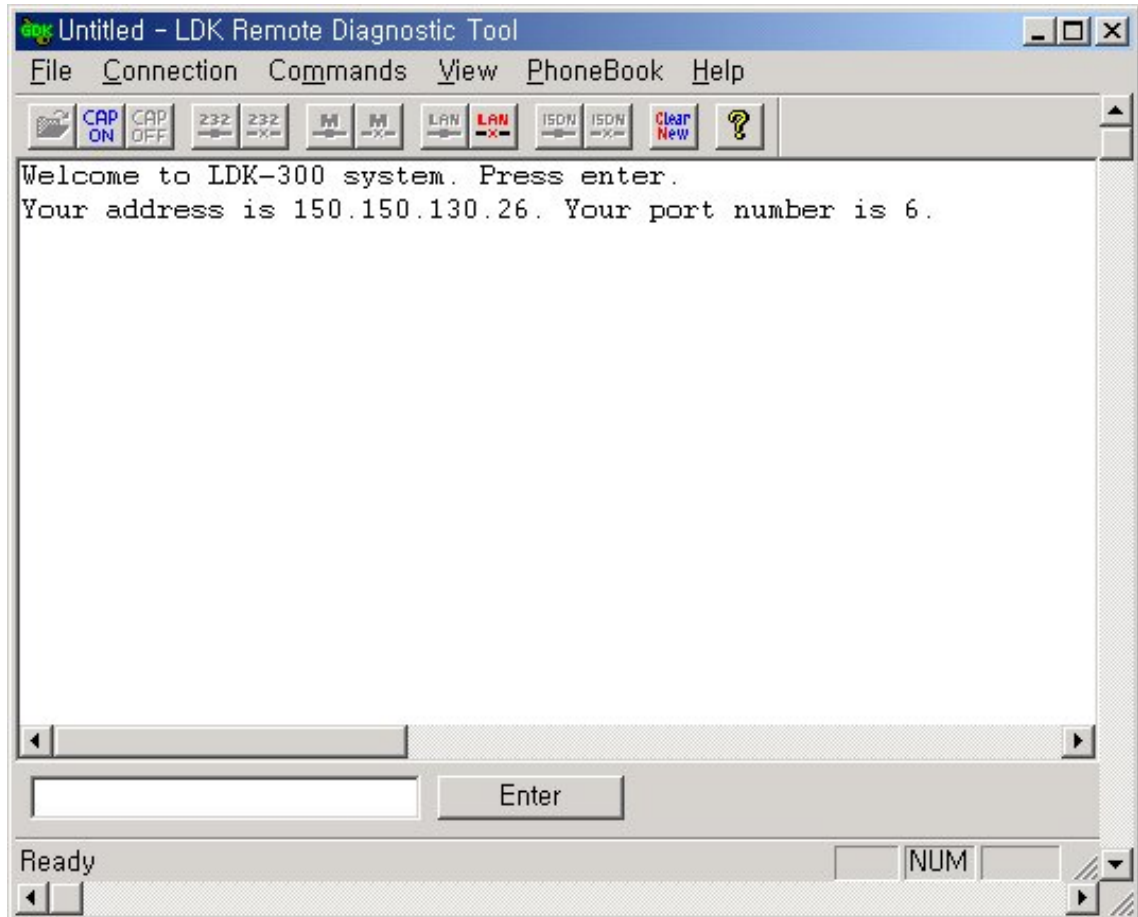 GDK Untitled - LDK Remote Diagnostic Tool
File Connection Commands View PhoneBook Help
CAP ON CAP OFF 232 232 M M LAN LAN ISDN ISDN Clear New ?
Welcome to LDK-300 system. Press enter.
Your address is 150.150.130.26. Your port number is 6.
Enter
Ready NUM